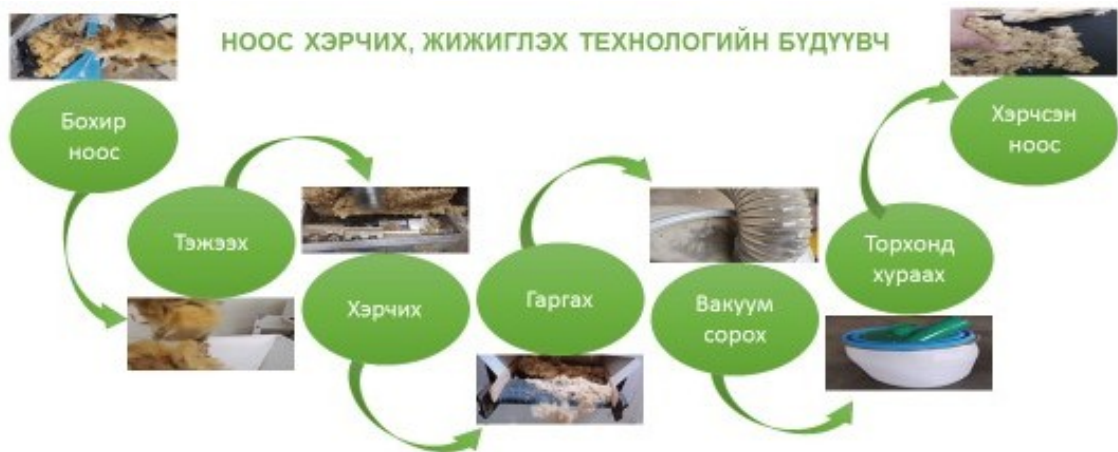 НООС ХЭРЧИХ, ЖИЖИГЛЭХ ТЕХНОЛОГИЙН БҮДҮҮВЧ
Бохир
ноос
Тэжээх
Хэрчих
Гаргах
Вакуум
сорох
Торхонд
хураах
Хэрчсэн
ноос